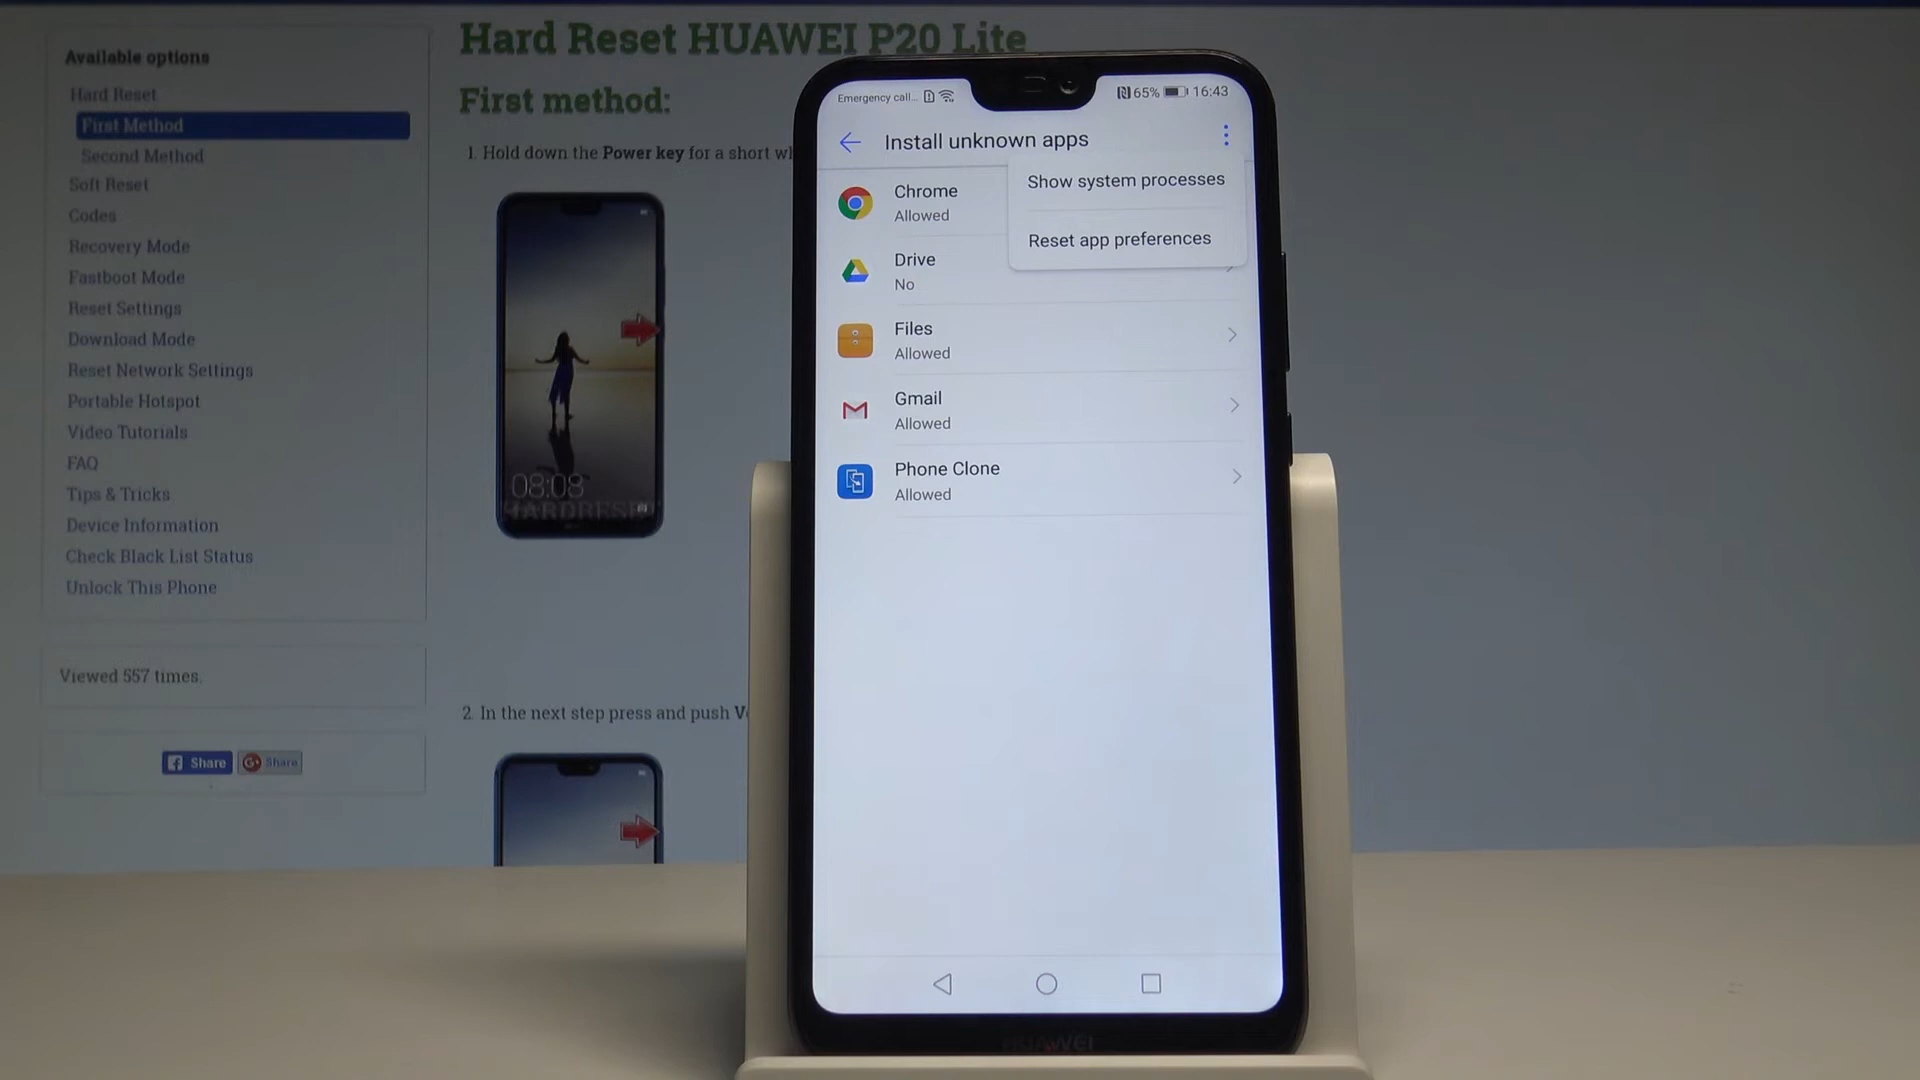 Available options
Hard Reset
First Method
Second Method
Soft Reset
Codes
Recovery Mode
Fastboot Mode
Reset Settings
Download Mode
Reset Network Settings
Portable Hotspot
Video Tutorials
FAQ
Tips & Tricks
Device Information
Check Black List Status
Unlock This Phone
Viewed 557 times.
Share
Share
Hard Reset HUAWEI P20 Lite
First method:
1. Hold down the Power key for a short
08:08
2. In the next step press and push
Emergency call... 65% 16:43
Install unknown apps
Show system processes
Reset app preferences
Chrome
Allowed
Drive
No
Files
Allowed
Gmail
Allowed
Phone Clone
Allowed
HUAWEI